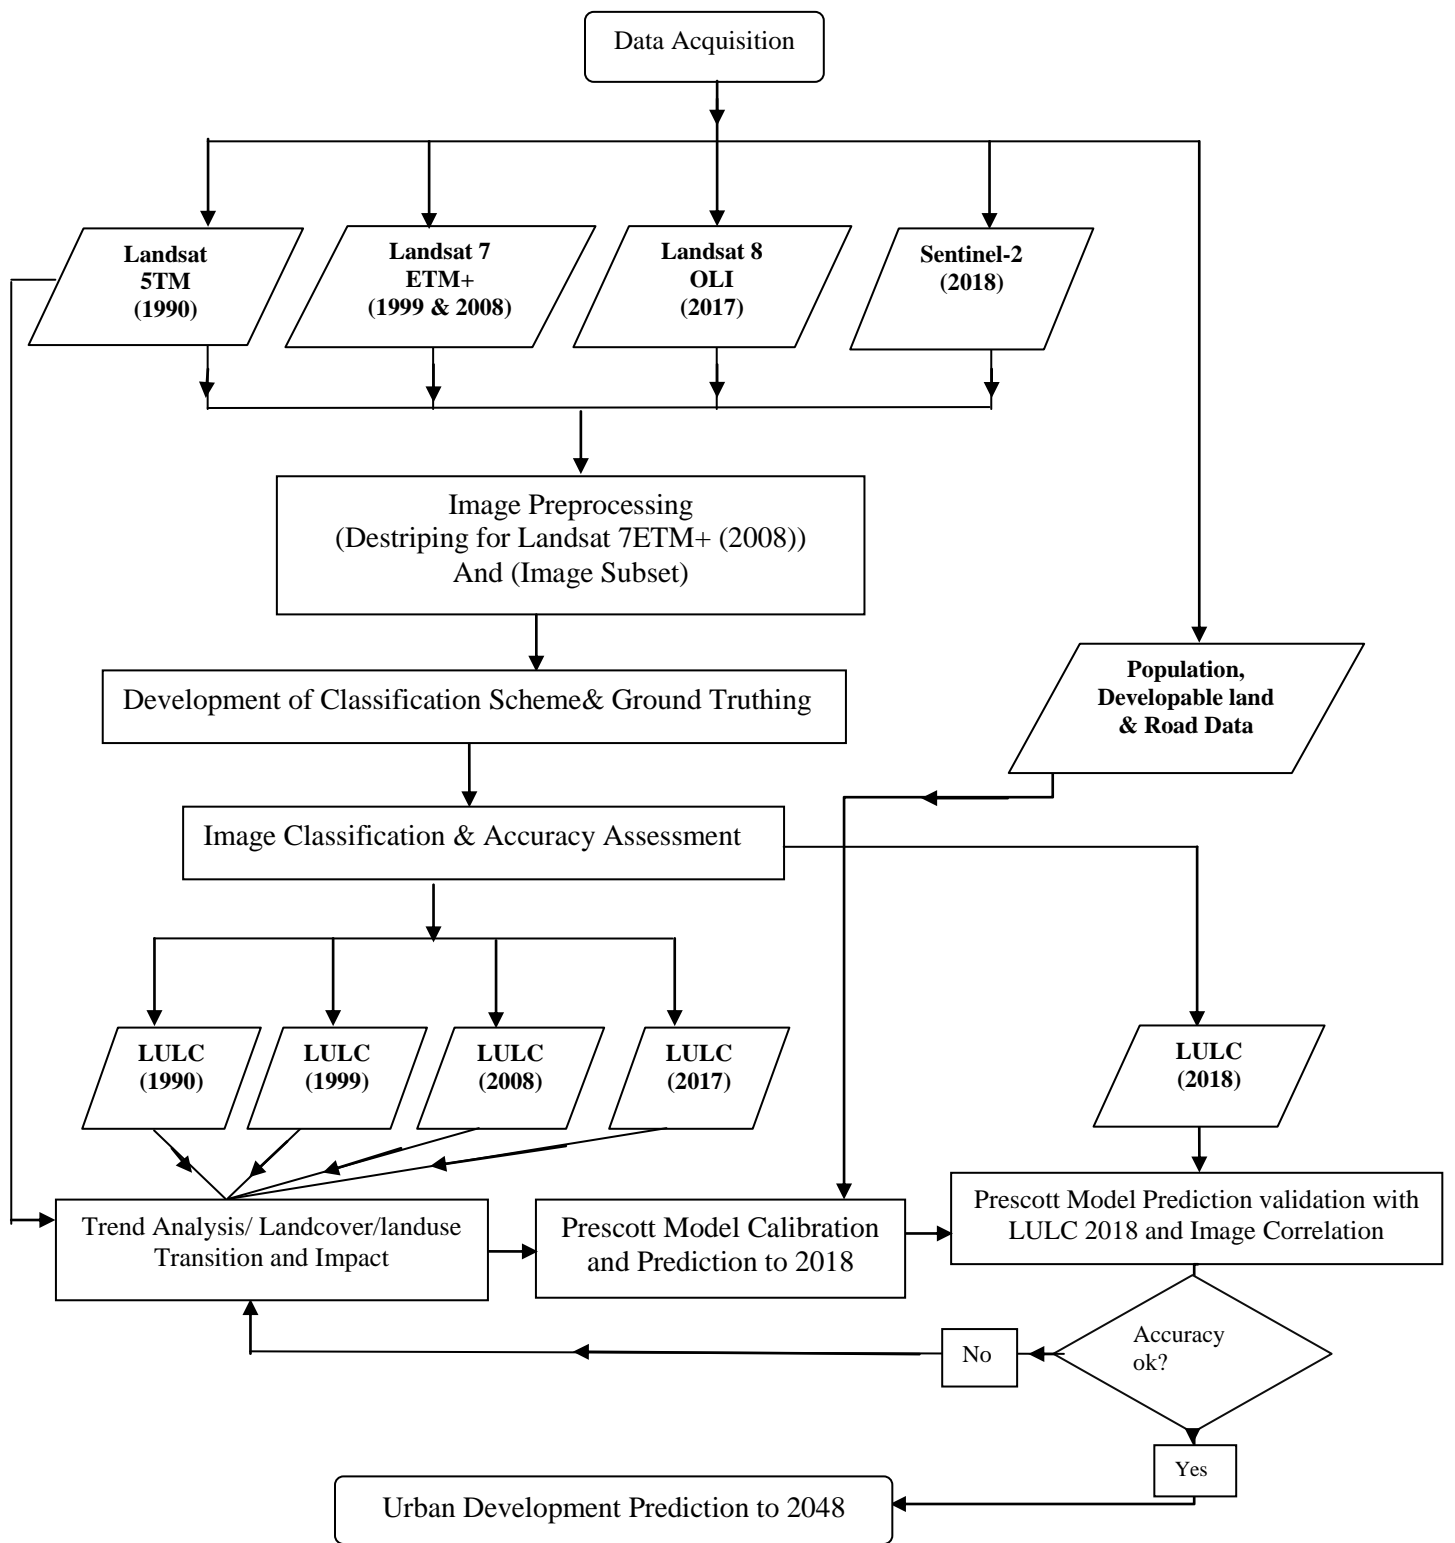 Data Acquisition
Landsat
5TM
(1990)
Landsat 7
ETM+
(1999 & 2008)
Landsat 8
OLI
(2017)
Sentinel-2
(2018)
Image Preprocessing
(Destriping for Landsat 7ETM+ (2008))
And (Image Subset)
Development of Classification Scheme& Ground Truthing
Population,
Developable land
& Road Data
Image Classification & Accuracy Assessment
LULC
(1990)
LULC
(1999)
LULC
(2008)
LULC
(2017)
LULC
(2018)
Trend Analysis/ Landcover/landuse
Transition and Impact
Prescott Model Calibration
and Prediction to 2018
Prescott Model Prediction validation with
LULC 2018 and Image Correlation
Accuracy
ok?
No
Yes
Urban Development Prediction to 2048